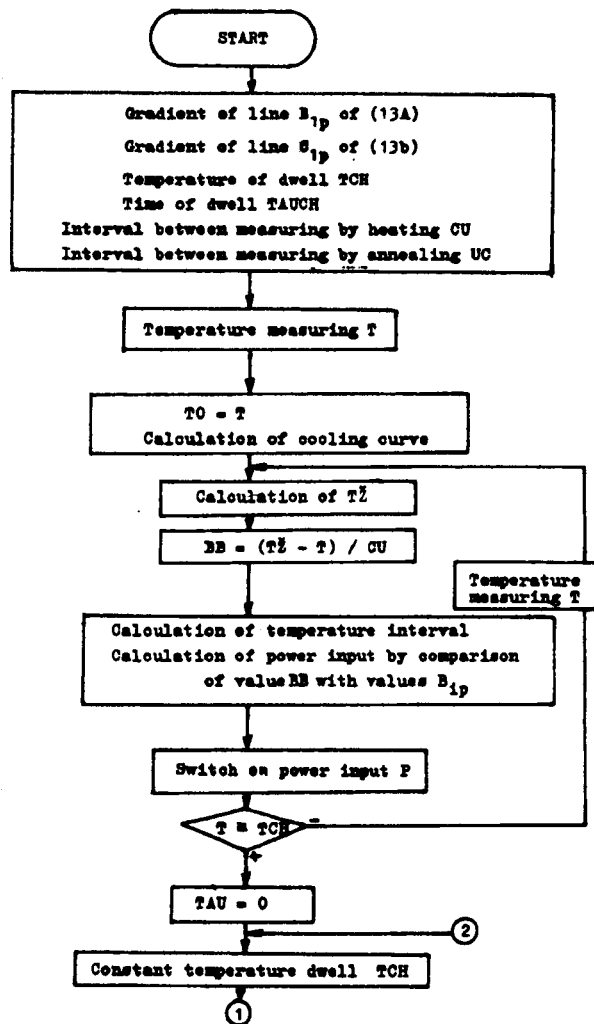 START
Gradient of line B1p of (13A)
Gradient of line S1p of (13b)
Temperature of dwell TCH
Time of dwell TAUCH
Interval between measuring by heating CU
Interval between measuring by annealing UC
Temperature measuring T
TO = T
Calculation of cooling curve
Calculation of TŽ
BB = (TŽ - T) / CU
Temperature
measuring T
Calculation of temperature interval
Calculation of power input by comparison
of value BB with values Bip
Switch on power input P
T = TCH
-
+
TAU = 0
2
Constant temperature dwell TCH
1